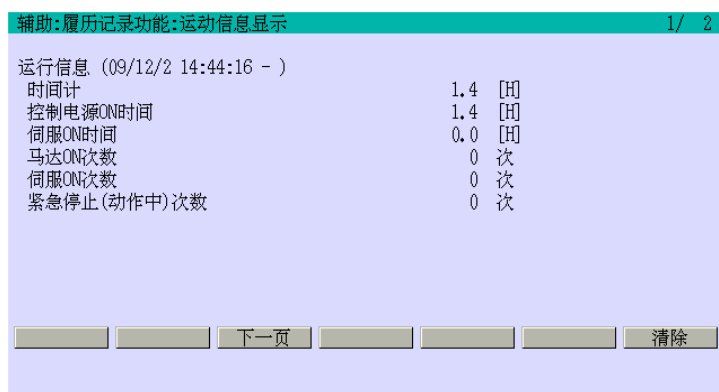 辅助:履历记录功能:运动信息显示 1/ 2
运行信息 (09/12/2 14:44:16 - )
时间计 1.4 [H]
控制电源ON时间 1.4 [H]
伺服ON时间 0.0 [H]
马达ON次数 0 次
伺服ON次数 0 次
紧急停止(动作中)次数 0 次
下一页 清除